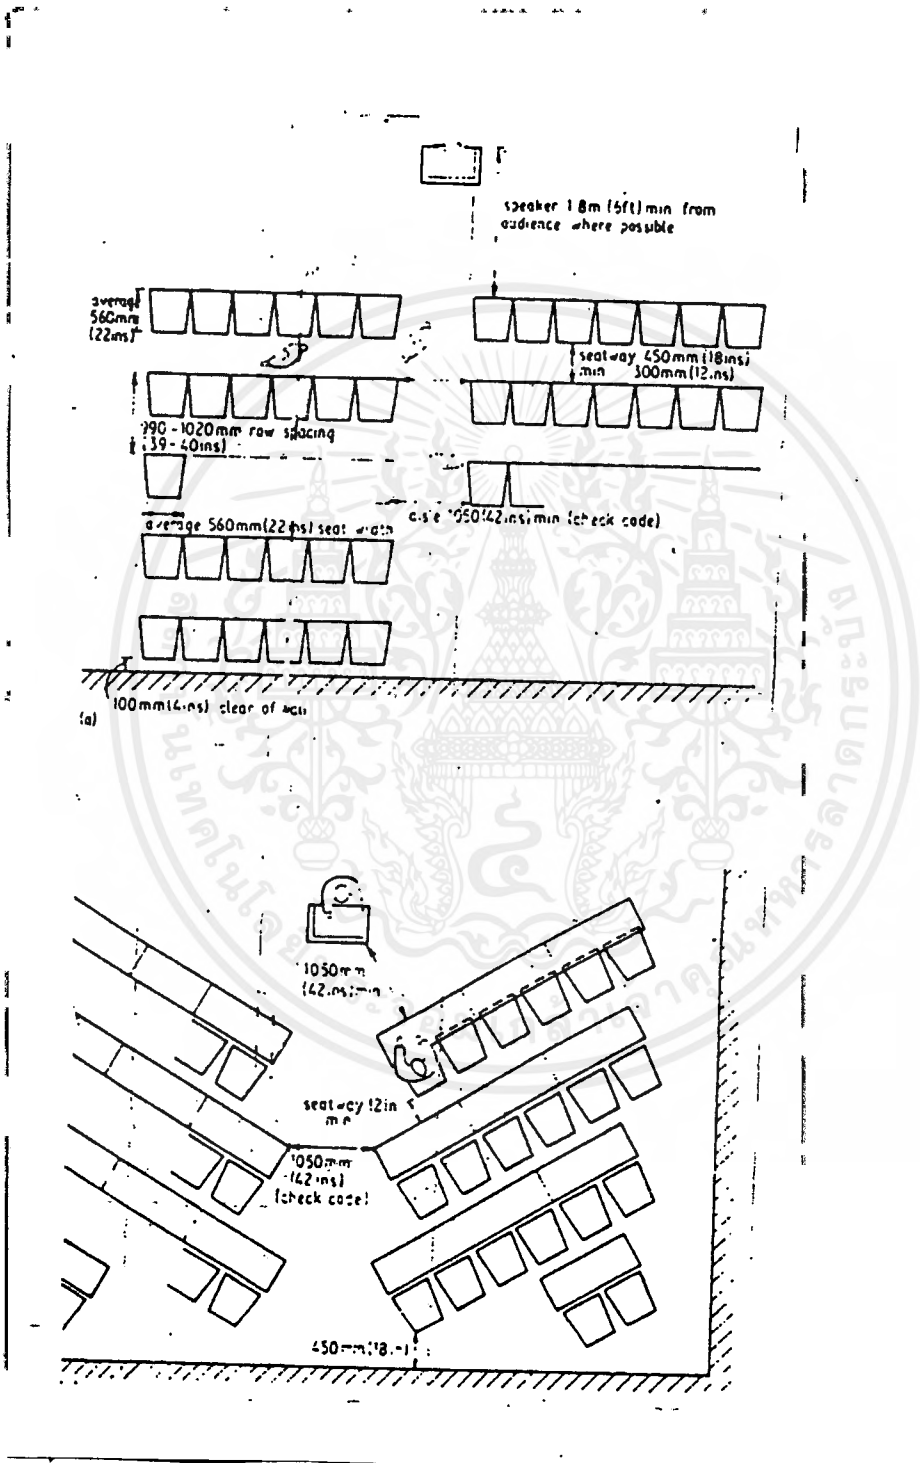 speaker 1 8m (6ft) min from
audience where possible
average
560mm
(22ins)
seatway 450mm (18ins)
min 300mm (12ins)
990 - 1020mm row spacing
(39 - 40ins)
1050 (42ins) min (check code)
average 560mm (22ins) seat width
100mm (4ins) clear of wall
(a)
1050mm
(42ins) min
seatway 12in
min
1050mm
(42ins)
(check code)
450mm (18